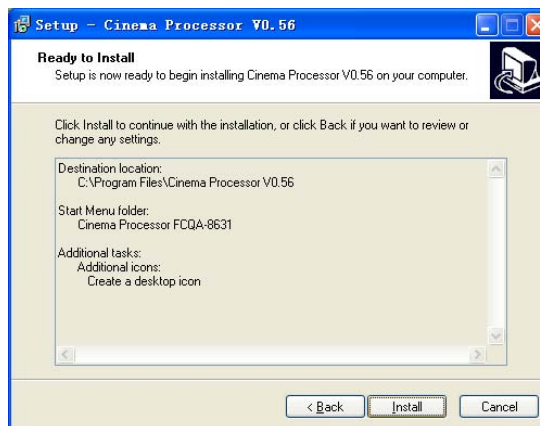 Setup - Cinema Processor V0.56
Ready to Install
Setup is now ready to begin installing Cinema Processor V0.56 on your computer.
Click Install to continue with the installation, or click Back if you want to review or
change any settings.
Destination location:
C:\Program Files\Cinema Processor V0.56
Start Menu folder:
Cinema Processor FCQA-8631
Additional tasks:
Additional icons:
Create a desktop icon
< Back
Install
Cancel